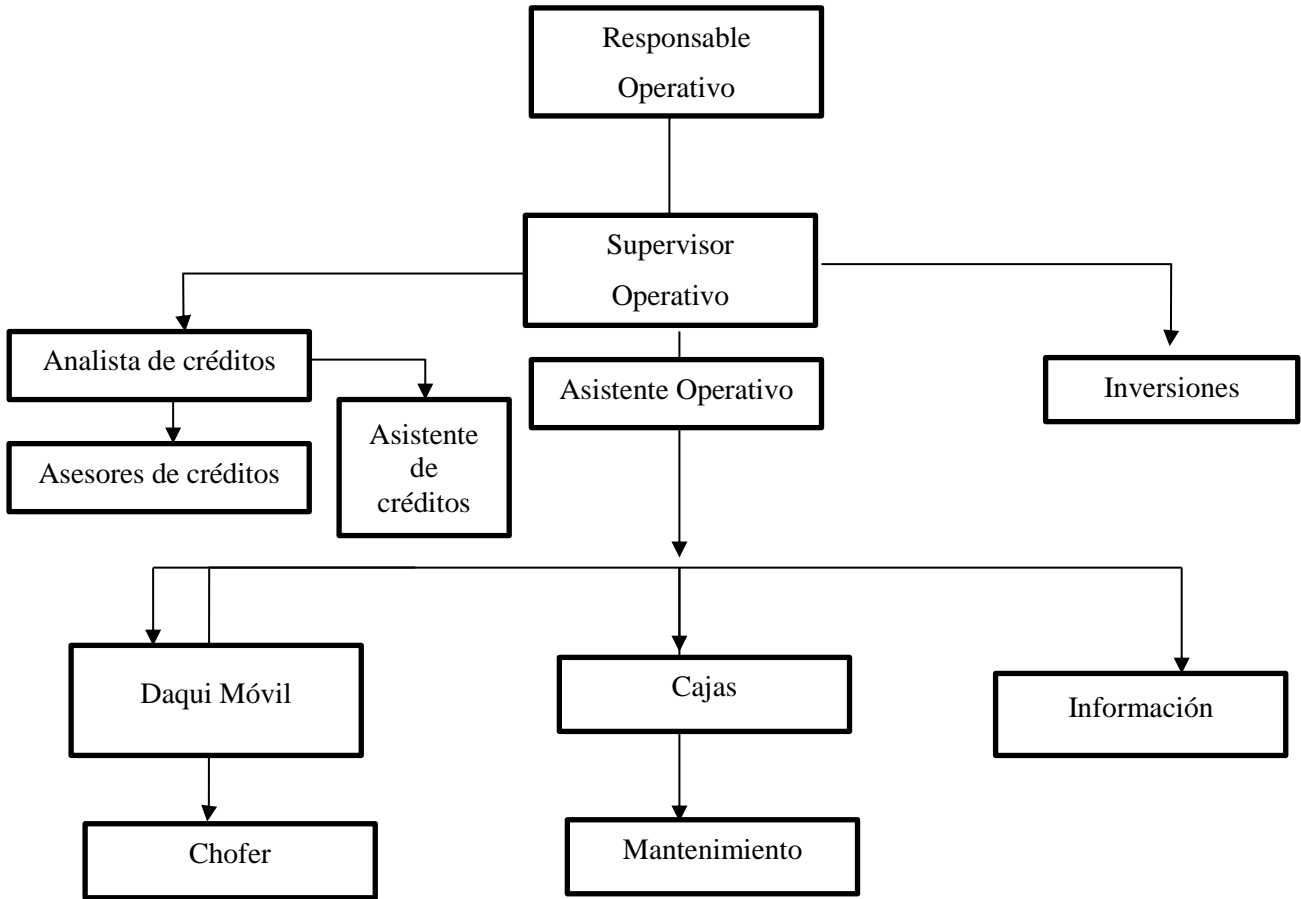 Responsable
Operativo
Supervisor
Operativo
Analista de créditos
Asistente Operativo
Inversiones
Asesores de créditos
Asistente
de
créditos
Daqui Móvil
Cajas
Información
Chofer
Mantenimiento